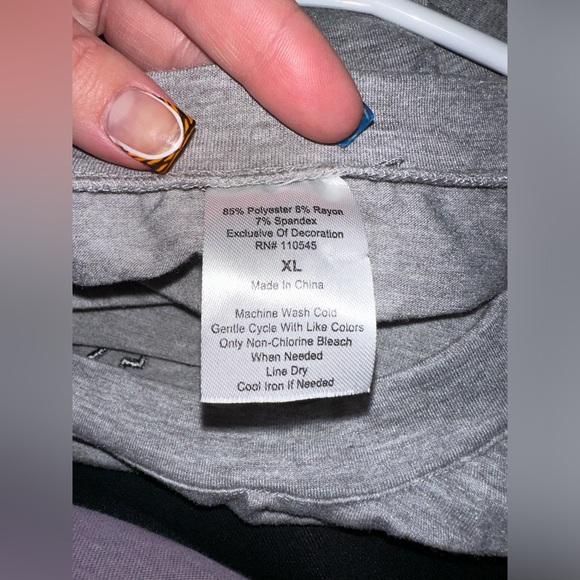 85% Polyester 8% Rayon
7% Spandex
Exclusive Of Decoration
RN# 110545
XL
Made In China
Machine Wash Cold
Gentle Cycle With Like Colors
Only Non-Chlorine Bleach
When Needed
Line Dry
Cool Iron If Needed